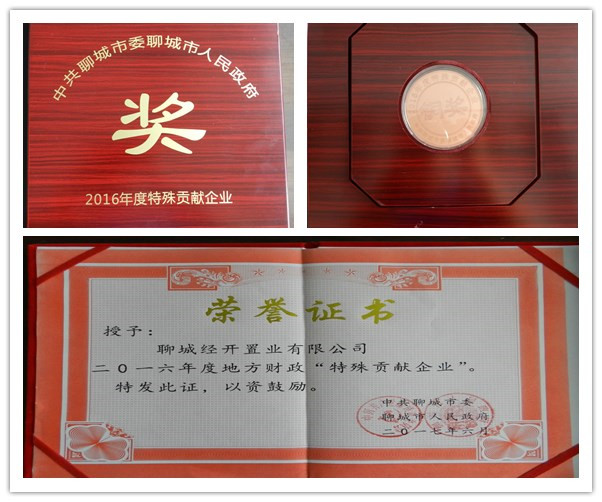 中共聊城市委聊城市人民政府
奖
2016年度特殊贡献企业
奖
荣誉证书
授予：
聊城经开置业有限公司
二〇一六年度地方财政“特殊贡献企业”。
特发此证，以资鼓励。
中共聊城市委
聊城市人民政府
二〇一七年六月